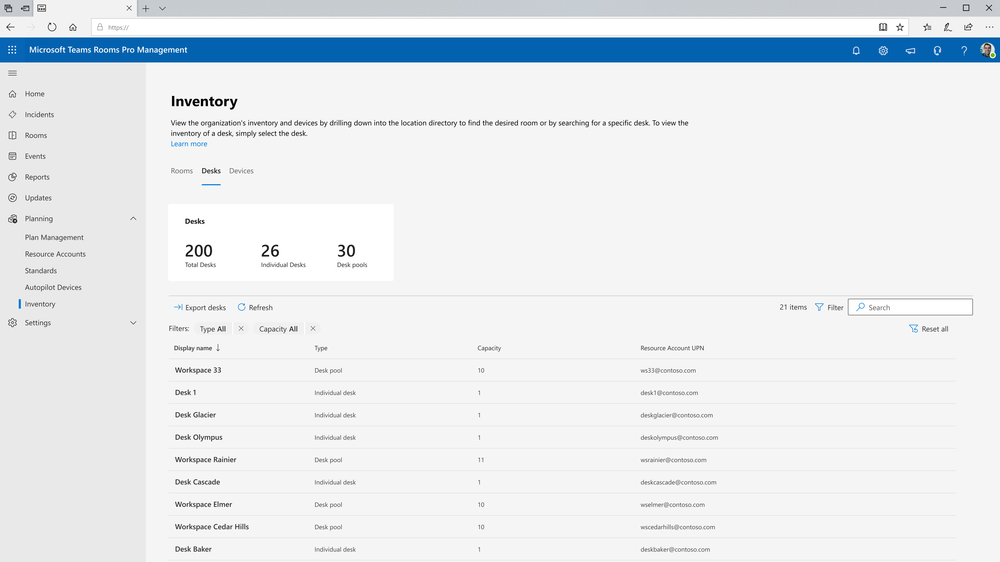 https://
Microsoft Teams Rooms Pro Management
Home
Incidents
Rooms
Events
Reports
Updates
Planning
Plan Management
Resource Accounts
Standards
Autopilot Devices
Inventory
Settings
Inventory
View the organization's inventory and devices by drilling down into the location directory to find the desired room or by searching for a specific desk. To view the
inventory of a desk, simply select the desk.
Learn more
Rooms Desks Devices
Desks
200 26 30
Total Desks Individual Desks Desk pools
Export desks Refresh 21 items Filter Search
Filters: Type All Capacity All Reset all
Display name Type Capacity Resource Account UPN
Workspace 33 Desk pool 10 ws33@contoso.com
Desk 1 Individual desk 1 desk1@contoso.com
Desk Glacier Individual desk 1 deskglacier@contoso.com
Desk Olympus Individual desk 1 deskolympus@contoso.com
Workspace Rainier Desk pool 11 wsrainier@contoso.com
Desk Cascade Individual desk 1 deskcascade@contoso.com
Workspace Elmer Desk pool 10 wselmer@contoso.com
Workspace Cedar Hills Desk pool 10 wscedarhills@contoso.com
Desk Baker Individual desk 1 deskbaker@contoso.com